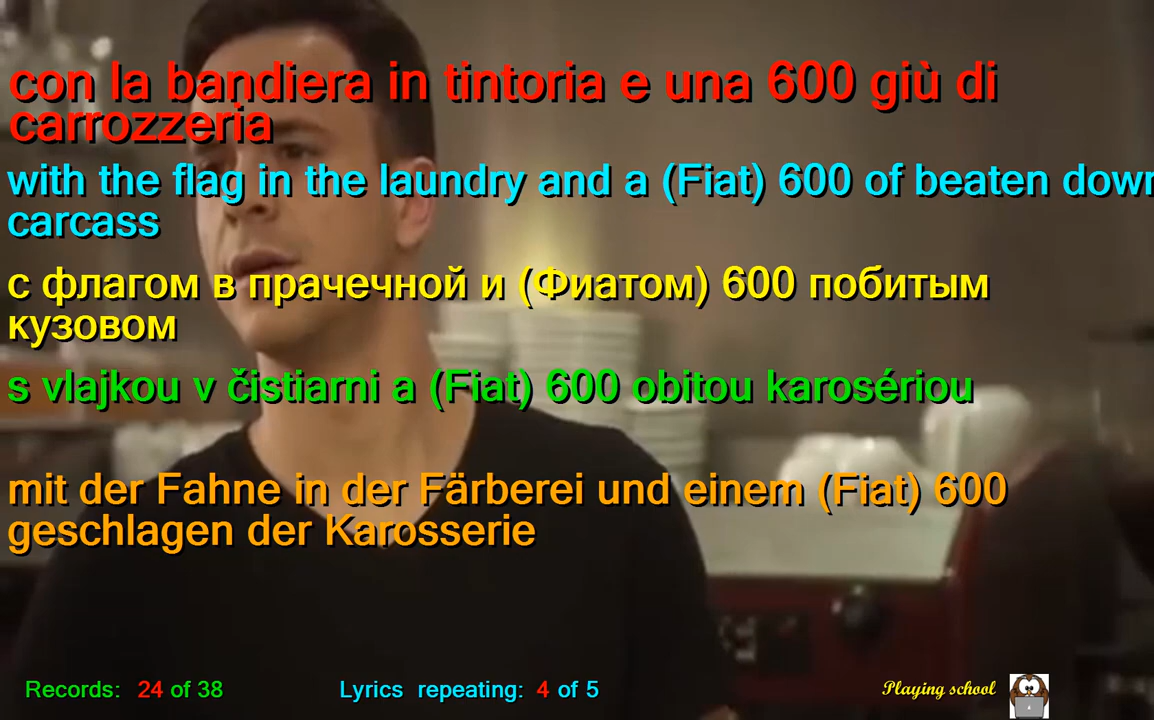 con la bandiera in tintoria e una 600 giù di
carrozzeria
with the flag in the laundry and a (Fiat) 600 of beaten down
carcass
с флагом в прачечной и (Фиатом) 600 побитым
кузовом
s vlajkou v čistiarni a (Fiat) 600 obitou karosériou
mit der Fahne in der Färberei und einem (Fiat) 600
geschlagen der Karosserie
Records: 24 of 38 Lyrics repeating: 4 of 5 Playing school